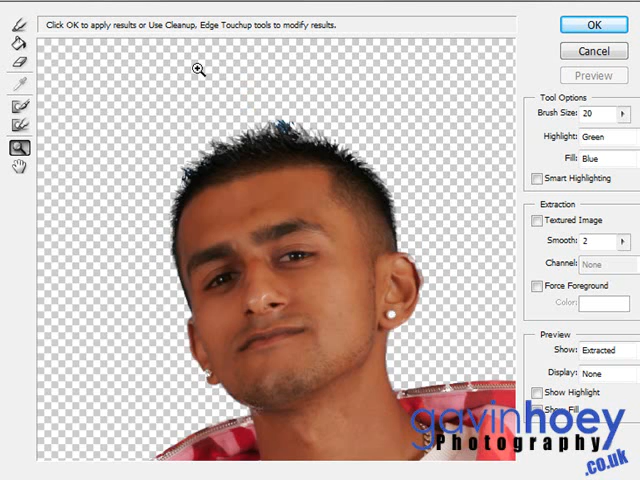 Click OK to apply results or Use Cleanup, Edge Touchup tools to modify results.
OK
Cancel
Preview
Tool Options
Brush Size: 20
Highlight: Green
Fill: Blue
Smart Highlighting
Extraction
Textured Image
Smooth: 2
Channel: None
Force Foreground
Color:
Preview
Show: Extracted
Display: None
Show Highlight
Show Fill
gavinhoey
Photography
.co.uk